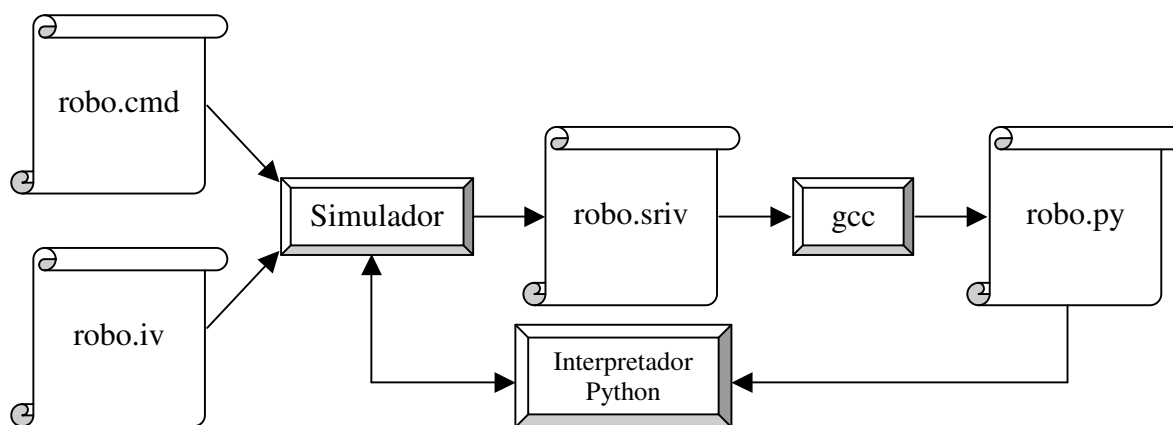 robo.cmd
robo.iv
Simulador
robo.sriv
gcc
robo.py
Interpretador
Python